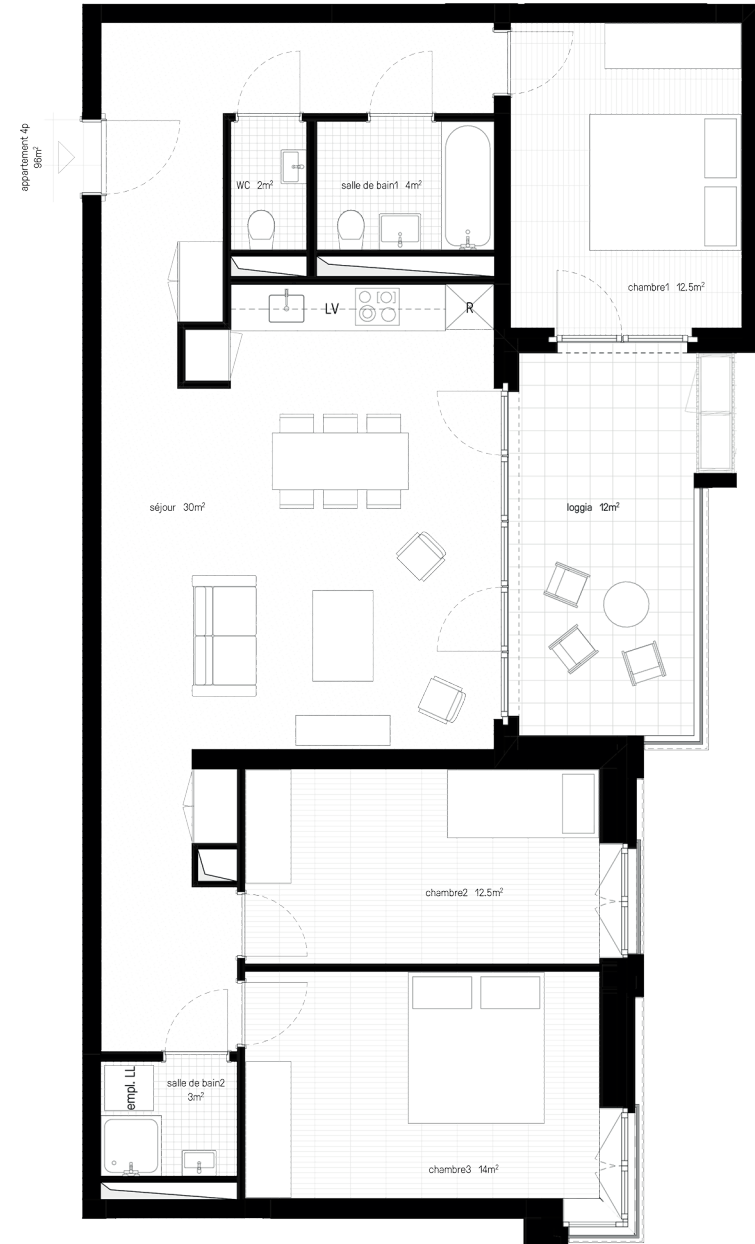 appartement 4p
96m²
WC 2m²
salle de bain1 4m²
chambre1 12.5m²
LV
R
séjour 30m²
loggia 12m²
chambre2 12.5m²
empl. LL
salle de bain2
3m²
chambre3 14m²